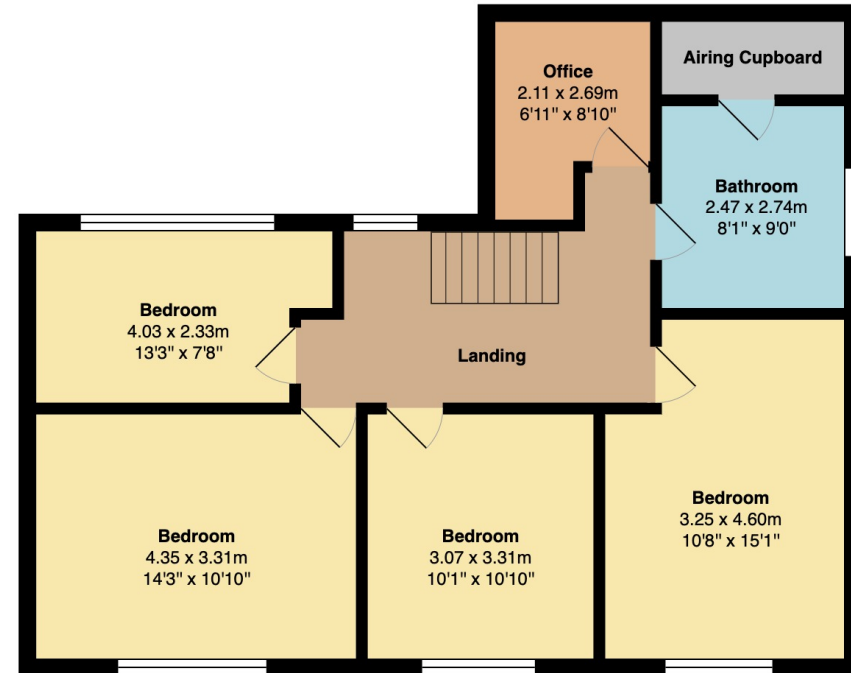 Office
2.11 x 2.69m
6'11" x 8'10"
Airing Cupboard
Bathroom
2.47 x 2.74m
8'1" x 9'0"
Bedroom
4.03 x 2.33m
13'3" x 7'8"
Landing
Bedroom
4.35 x 3.31m
14'3" x 10'10"
Bedroom
3.07 x 3.31m
10'1" x 10'10"
Bedroom
3.25 x 4.60m
10'8" x 15'1"